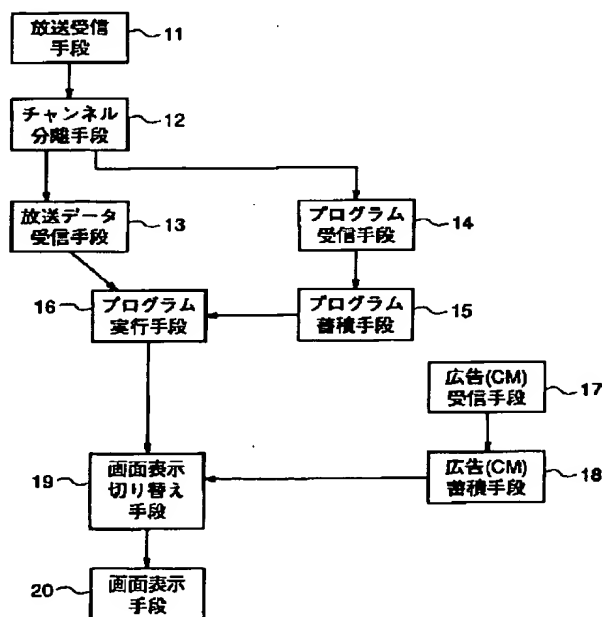 放送受信
手段
11
チャンネル
分離手段
12
放送データ
受信手段
13
プログラム
受信手段
14
16
プログラム
実行手段
プログラム
蓄積手段
15
広告(CM)
受信手段
17
19
画面表示
切り替え
手段
広告(CM)
蓄積手段
18
20
画面表示
手段